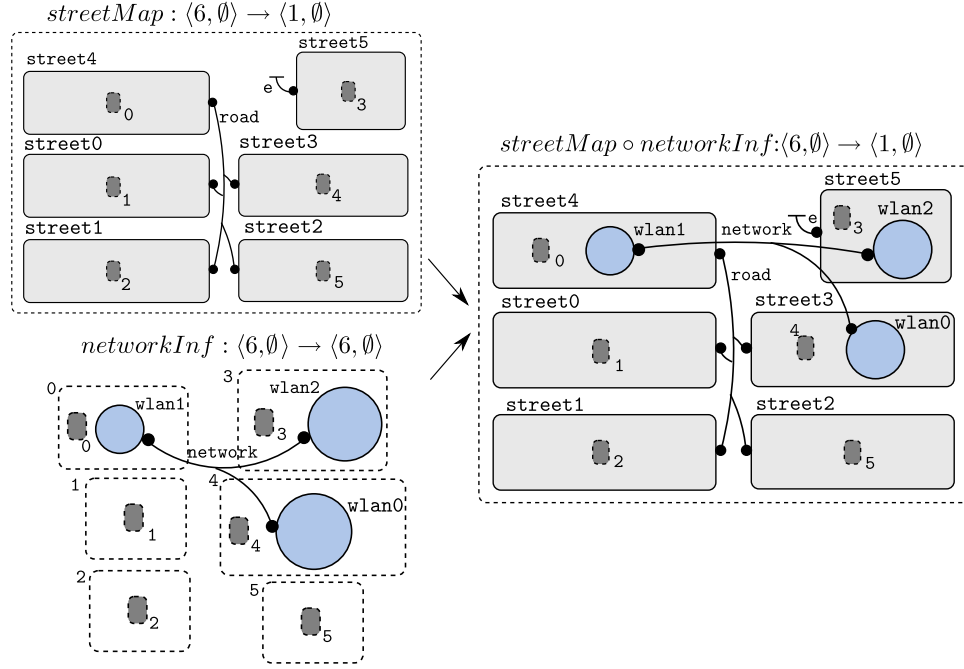 streetMap : ⟨6, ∅⟩ → ⟨1, ∅⟩
street5
street4
e
3
0
road
street0
street3
1
4
street1
street2
2
5
networkInf : ⟨6,∅⟩ → ⟨6, ∅⟩
0
3
wlan1
wlan2
0
3
network
1
4
wlan0
1
4
2
5
2
5
streetMap ∘ networkInf:⟨6,∅⟩ → ⟨1, ∅⟩
street5
street4
e
wlan2
wlan1
network
3
0
road
street0
street3
4
wlan0
1
street1
street2
2
5